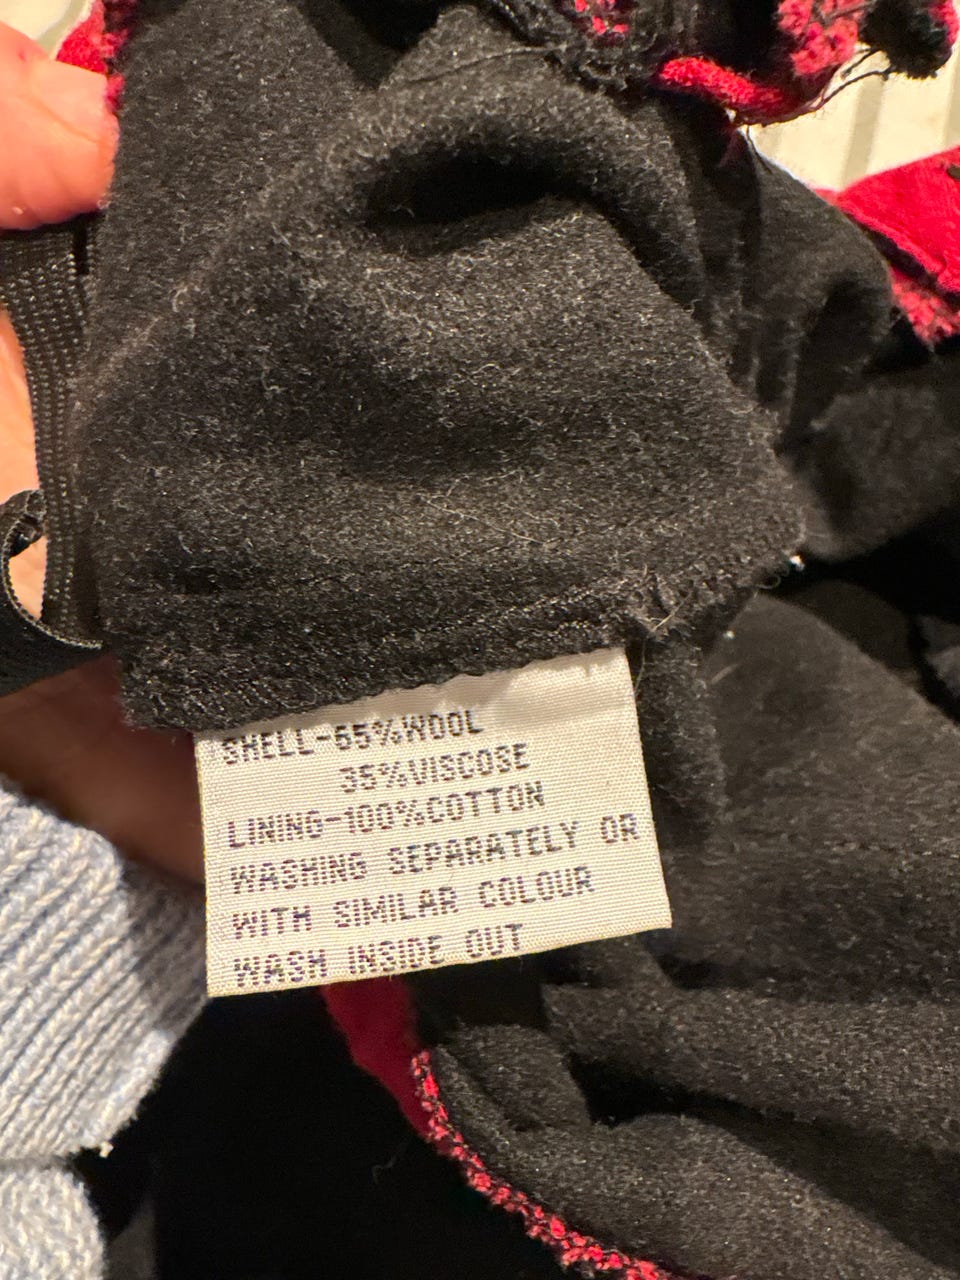 SHELL-65%WOOL
35%VISCOSE
LINING-100%COTTON
WASHING SEPARATELY OR
WITH SIMILAR COLOUR
WASH INSIDE OUT